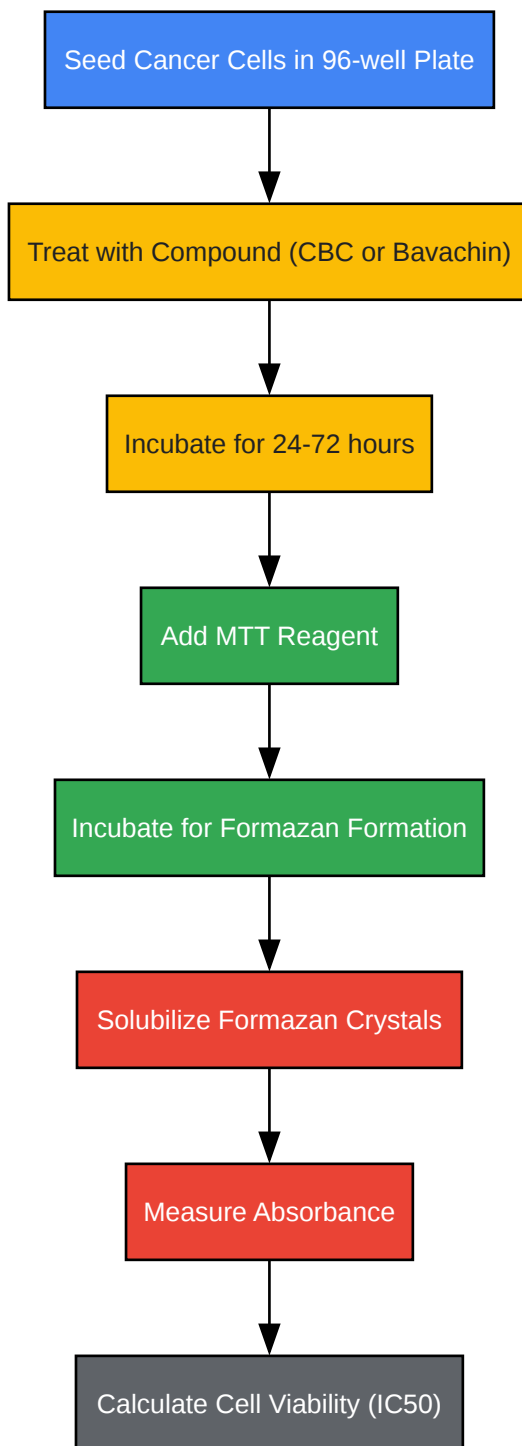 Seed Cancer Cells in 96-well Plate
Treat with Compound (CBC or Bavachin)
Incubate for 24-72 hours
Add MTT Reagent
Incubate for Formazan Formation
Solubilize Formazan Crystals
Measure Absorbance
Calculate Cell Viability (IC50)